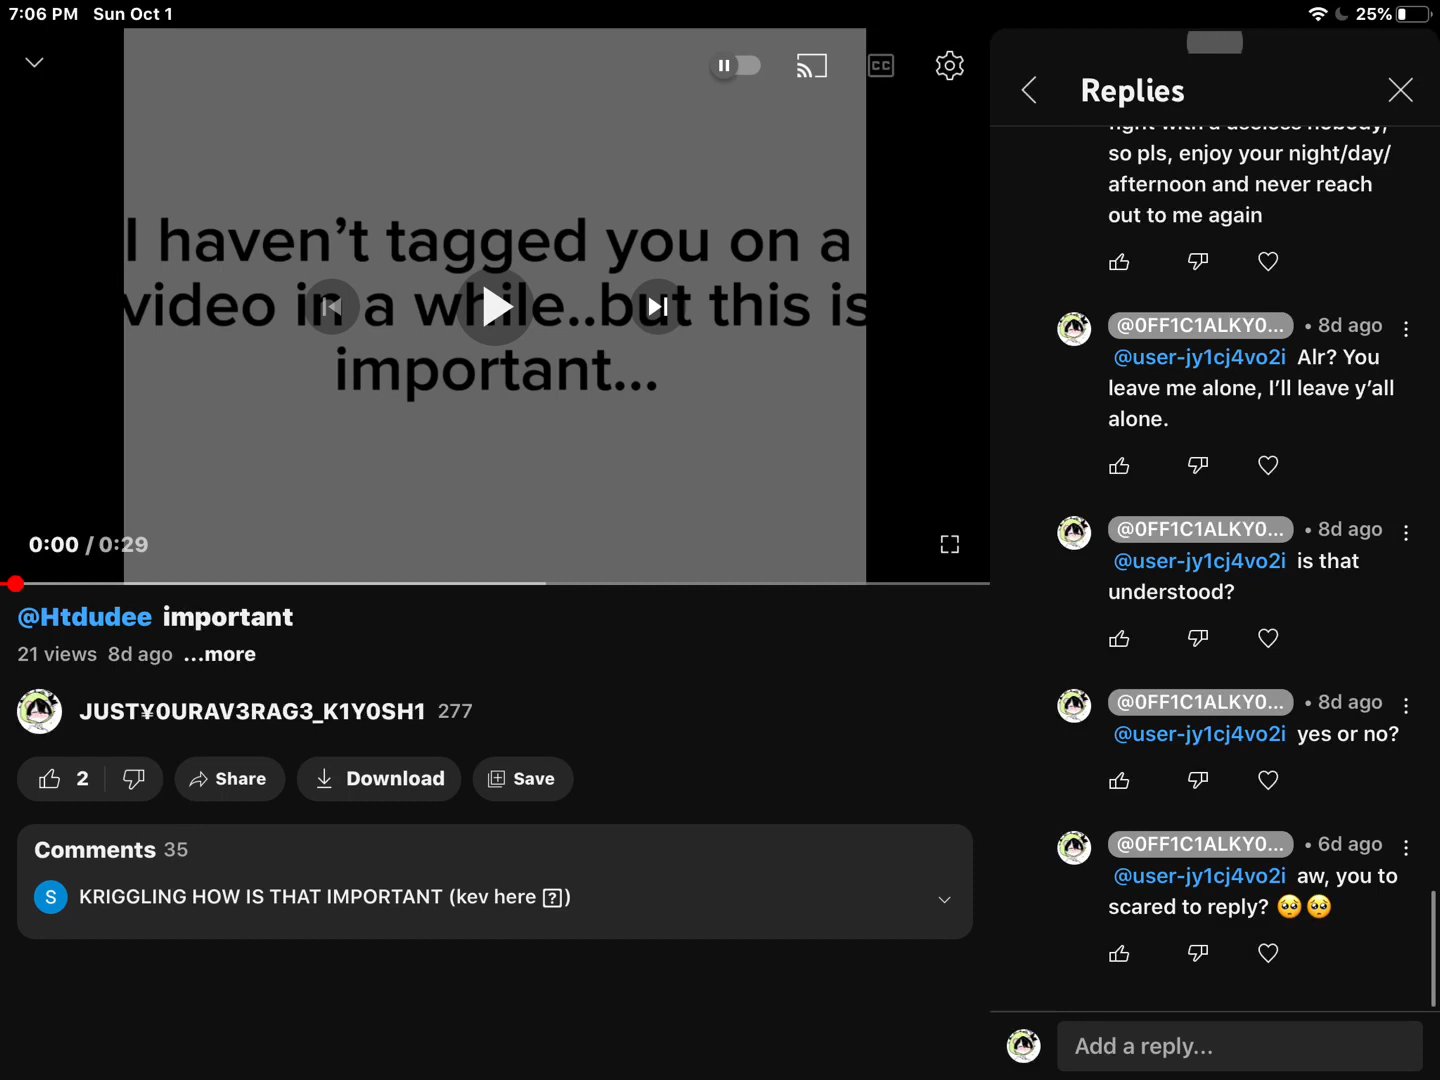 7:06 PM Sun Oct 1
25%
CC
I haven't tagged you on a
video in a while..but this is
important...
0:00 / 0:29
@Htdudee important
21 views 8d ago ...more
JUST¥0URAV3RAG3_K1Y0SH1 277
2
Share
Download
Save
Comments 35
S
KRIGGLING HOW IS THAT IMPORTANT (kev here ?)
Replies
so pls, enjoy your night/day/
afternoon and never reach
out to me again
@0FF1C1ALKY0... • 8d ago
@user-jy1cj4vo2i Alr? You
leave me alone, I'll leave y'all
alone.
@0FF1C1ALKY0... • 8d ago
@user-jy1cj4vo2i is that
understood?
@0FF1C1ALKY0... • 8d ago
@user-jy1cj4vo2i yes or no?
@0FF1C1ALKY0... • 6d ago
@user-jy1cj4vo2i aw, you to
scared to reply? 🥺🥺
Add a reply...